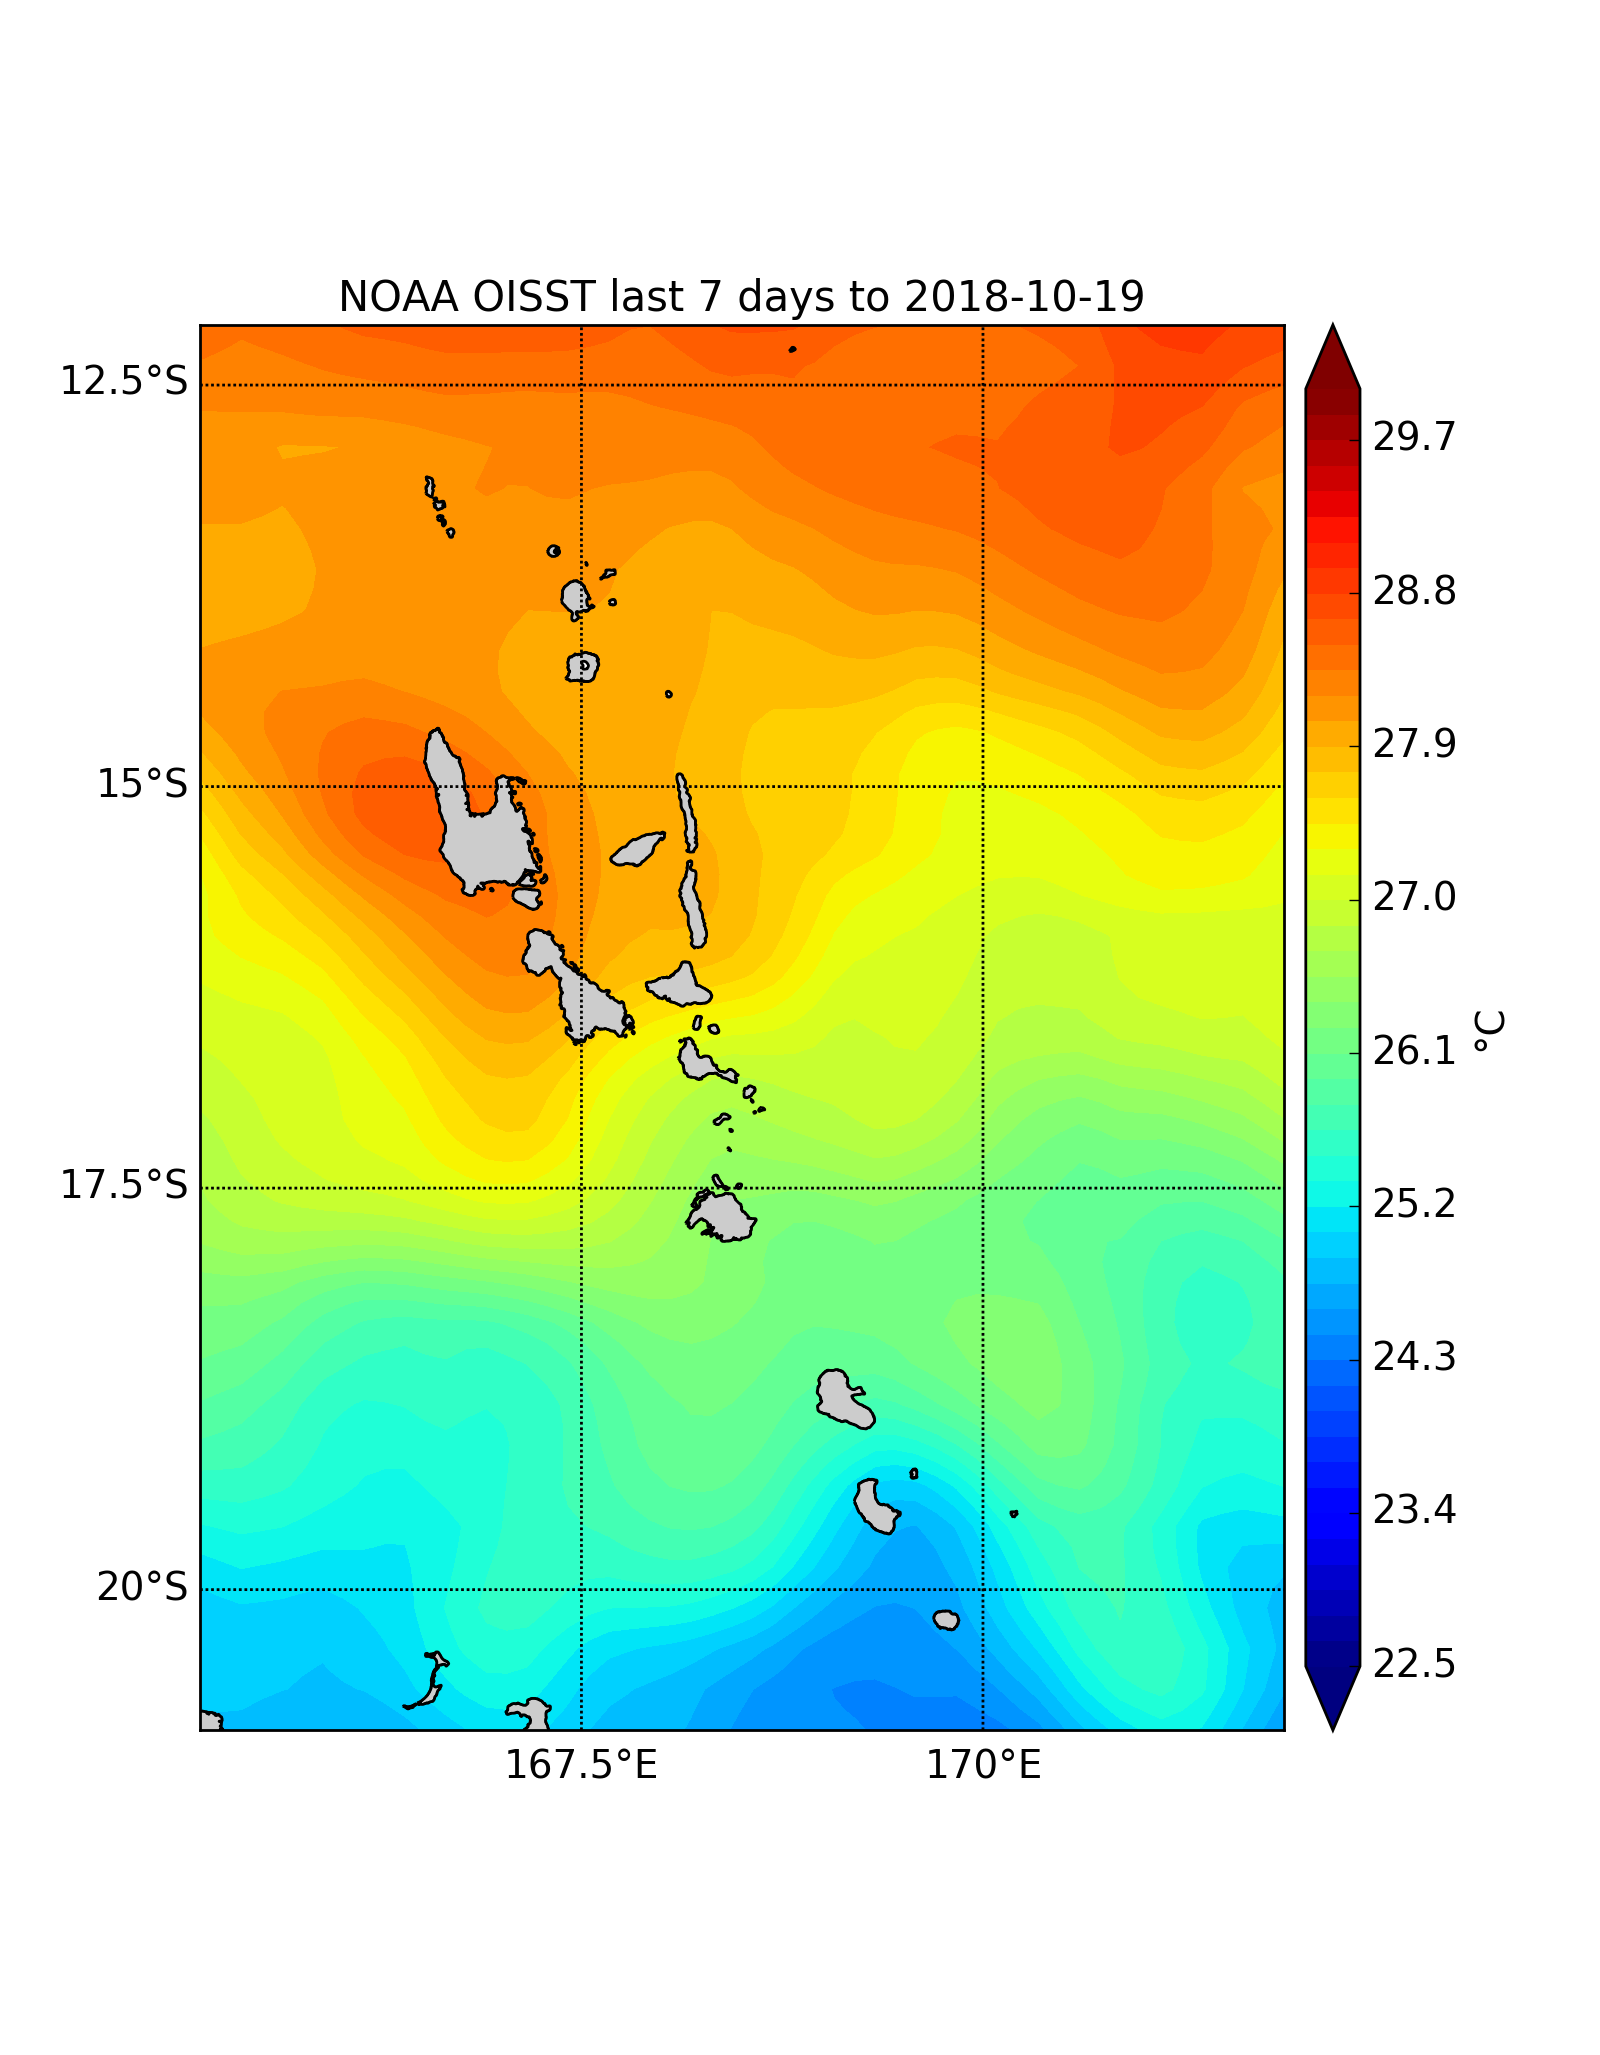 NOAA OISST last 7 days to 2018-10-19
12.5°S
15°S
17.5°S
20°S
167.5°E
170°E
29.7
28.8
27.9
27.0
26.1
25.2
24.3
23.4
22.5
°C